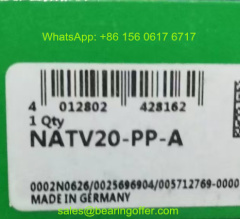 WhatsApp: +86 156 0617 6717
4 012802 428162
1 Qty
NATV20-PP-A
0002N0626/0025696904/005712769-0000
MADE IN GERMANY
sales@bearingoffer.com